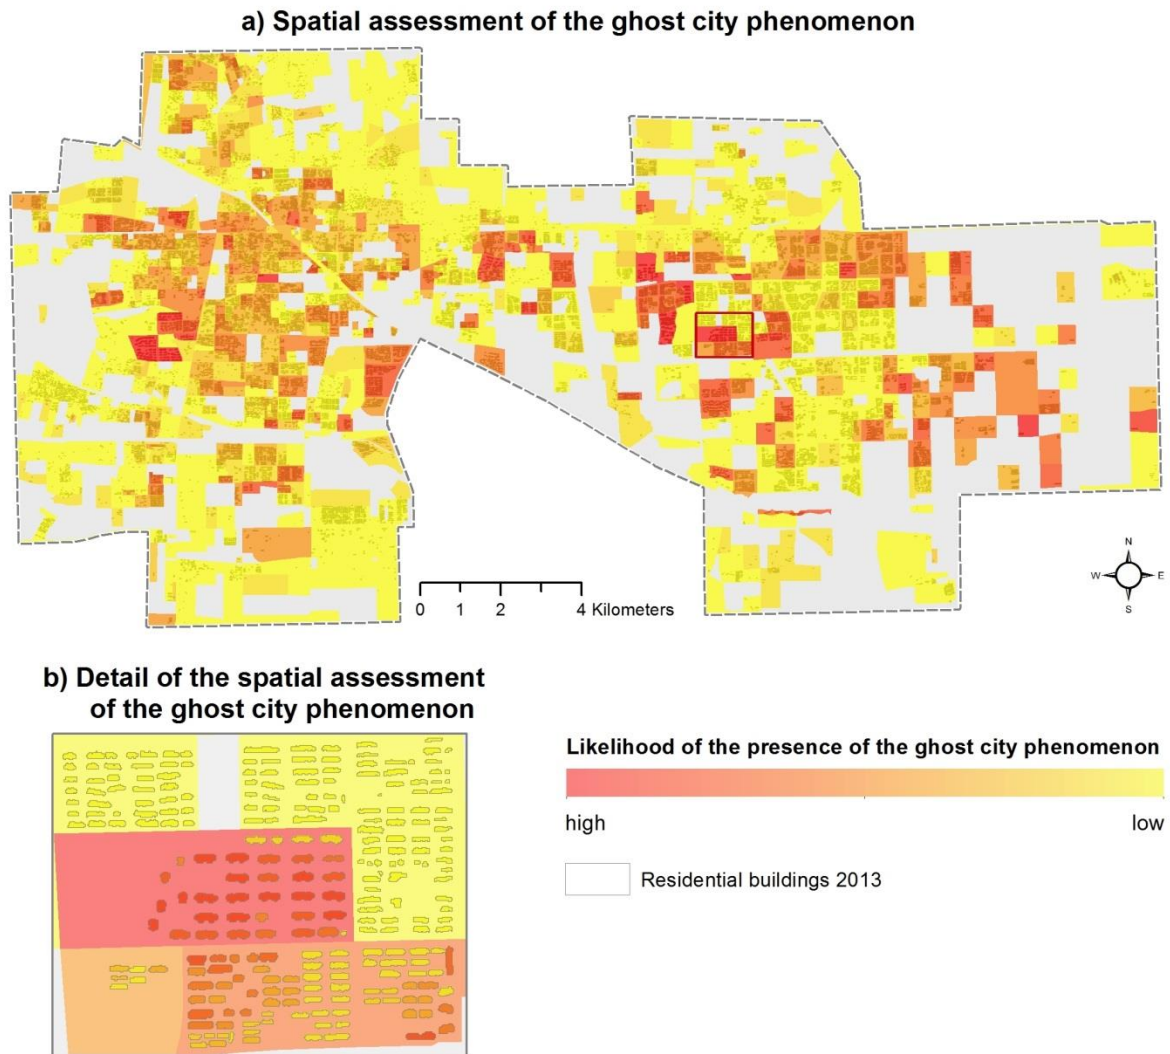 a) Spatial assessment of the ghost city phenomenon
N
W E
S
0 1 2 4 Kilometers
b) Detail of the spatial assessment
of the ghost city phenomenon
Likelihood of the presence of the ghost city phenomenon
high low
Residential buildings 2013